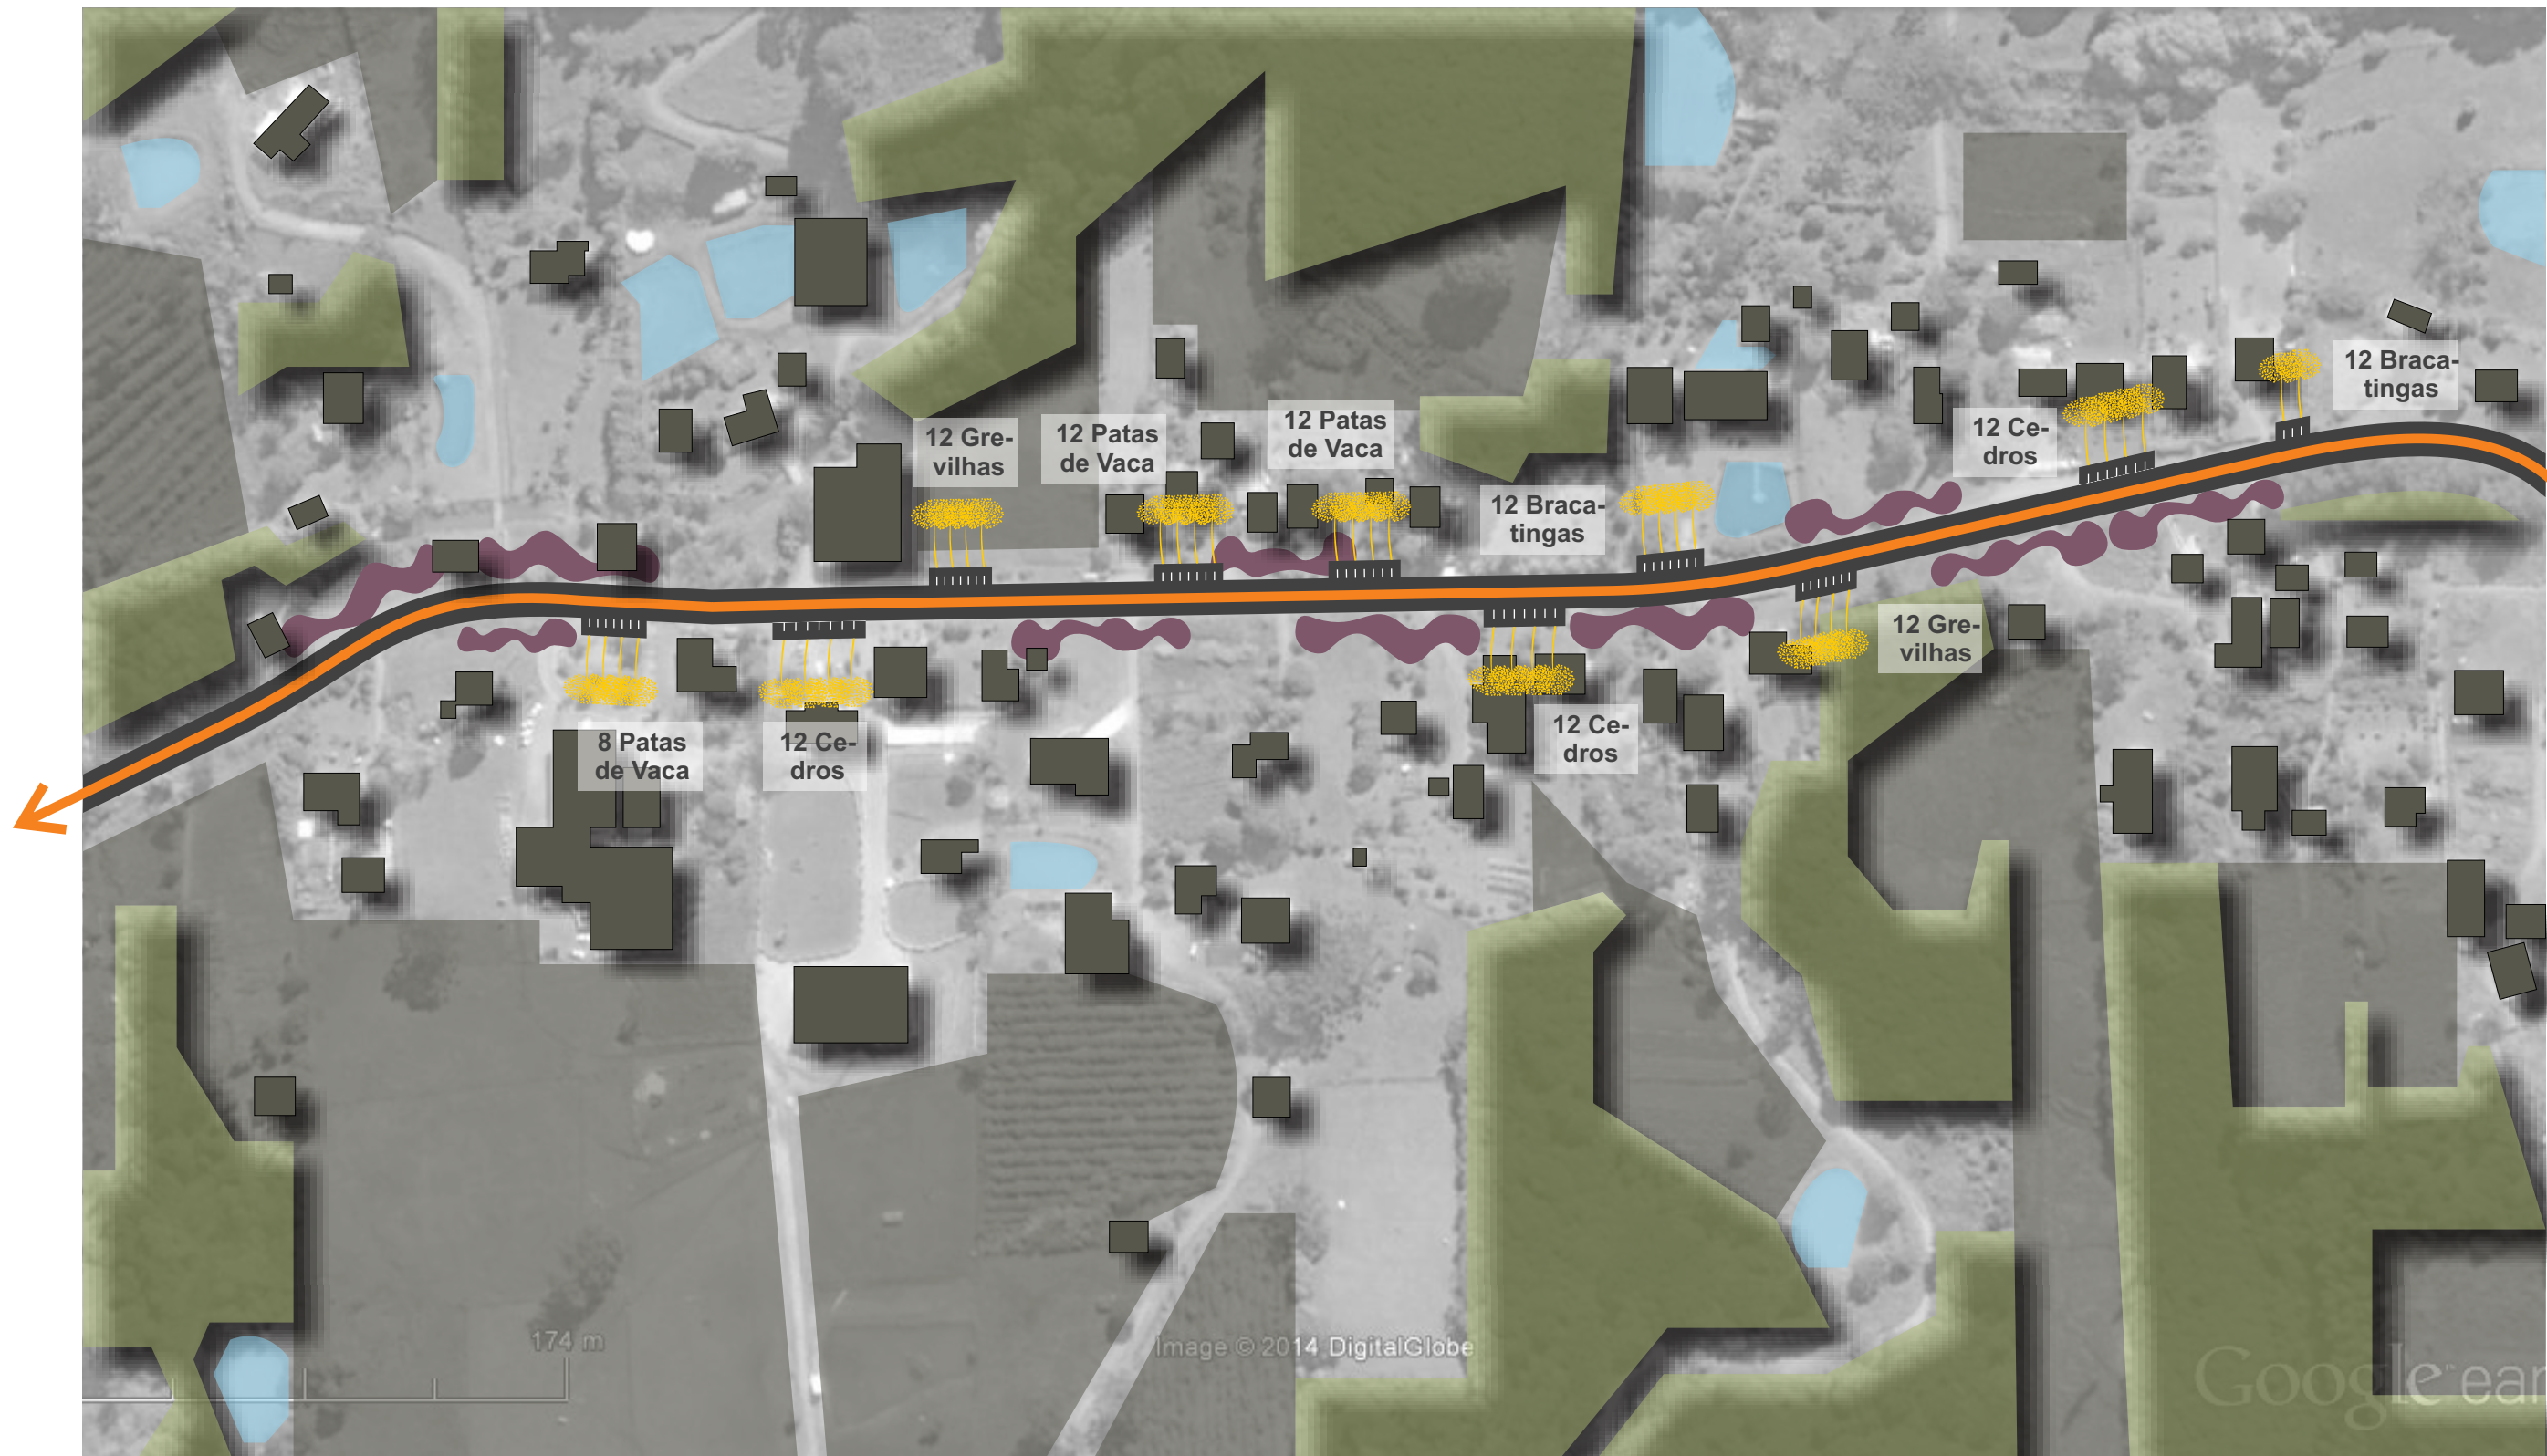 12 Braca-
tingas
12 Ce-
dros
12 Gre-
vilhas
12 Patas
de Vaca
12 Patas
de Vaca
12 Braca-
tingas
12 Gre-
vilhas
8 Patas
de Vaca
12 Ce-
dros
12 Ce-
dros
174 m
Image © 2014 DigitalGlobe
Google ear